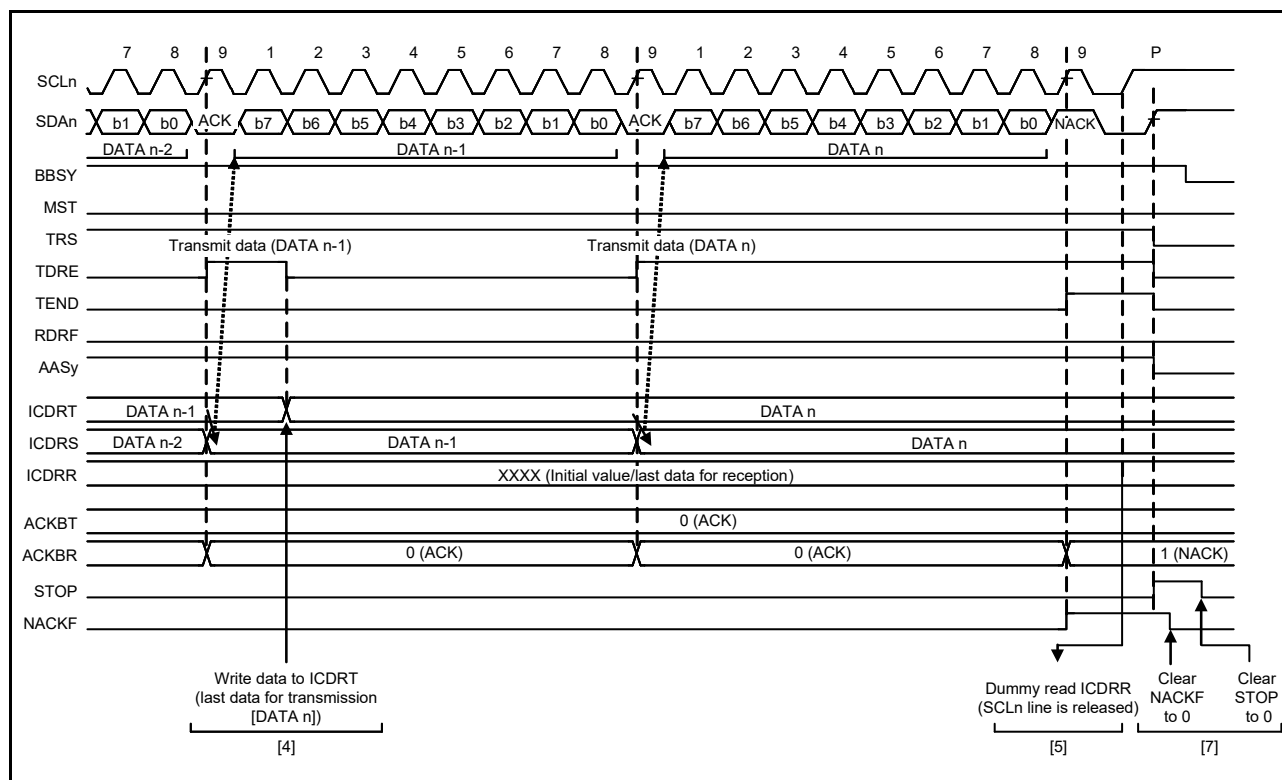 7 8 9 1 2 3 4 5 6 7 8 9 1 2 3 4 5 6 7 8 9 P
SCLn
SDAn b1 b0 ACK b7 b6 b5 b4 b3 b2 b1 b0 ACK b7 b6 b5 b4 b3 b2 b1 b0 NACK
DATA n-2 DATA n-1 DATA n
BBSY
MST
TRS
Transmit data (DATA n-1) Transmit data (DATA n)
TDRE
TEND
RDRF
AASy
ICDRT DATA n-1 DATA n
ICDRS DATA n-2 DATA n-1 DATA n
ICDRR XXXX (Initial value/last data for reception)
ACKBT 0 (ACK)
ACKBR 0 (ACK) 0 (ACK) 1 (NACK)
STOP
NACKF
Write data to ICDRT
(last data for transmission
[DATA n])
[4]
Dummy read ICDRR
(SCLn line is released)
[5]
Clear
NACKF
to 0
Clear
STOP
to 0
[7]